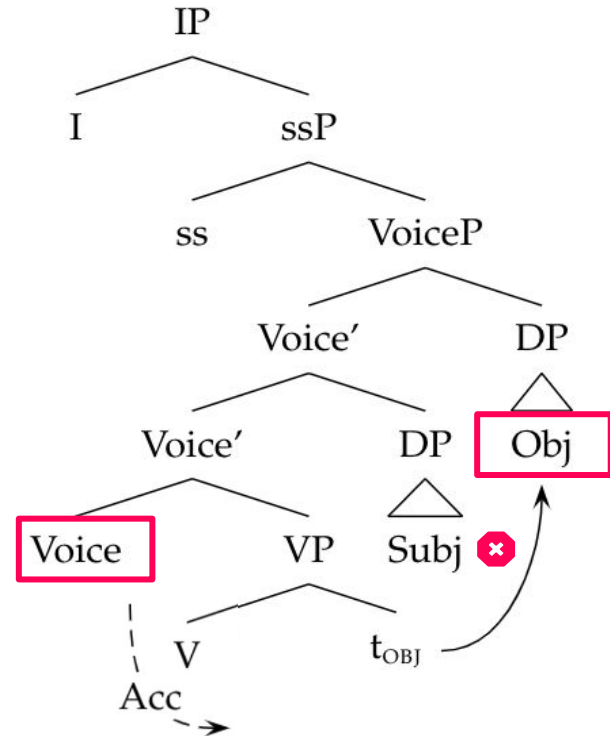 IP
I ssP
ss VoiceP
Voice’ DP
Voice’ DP Obj
Voice VP Subj
V t_OBJ
Acc